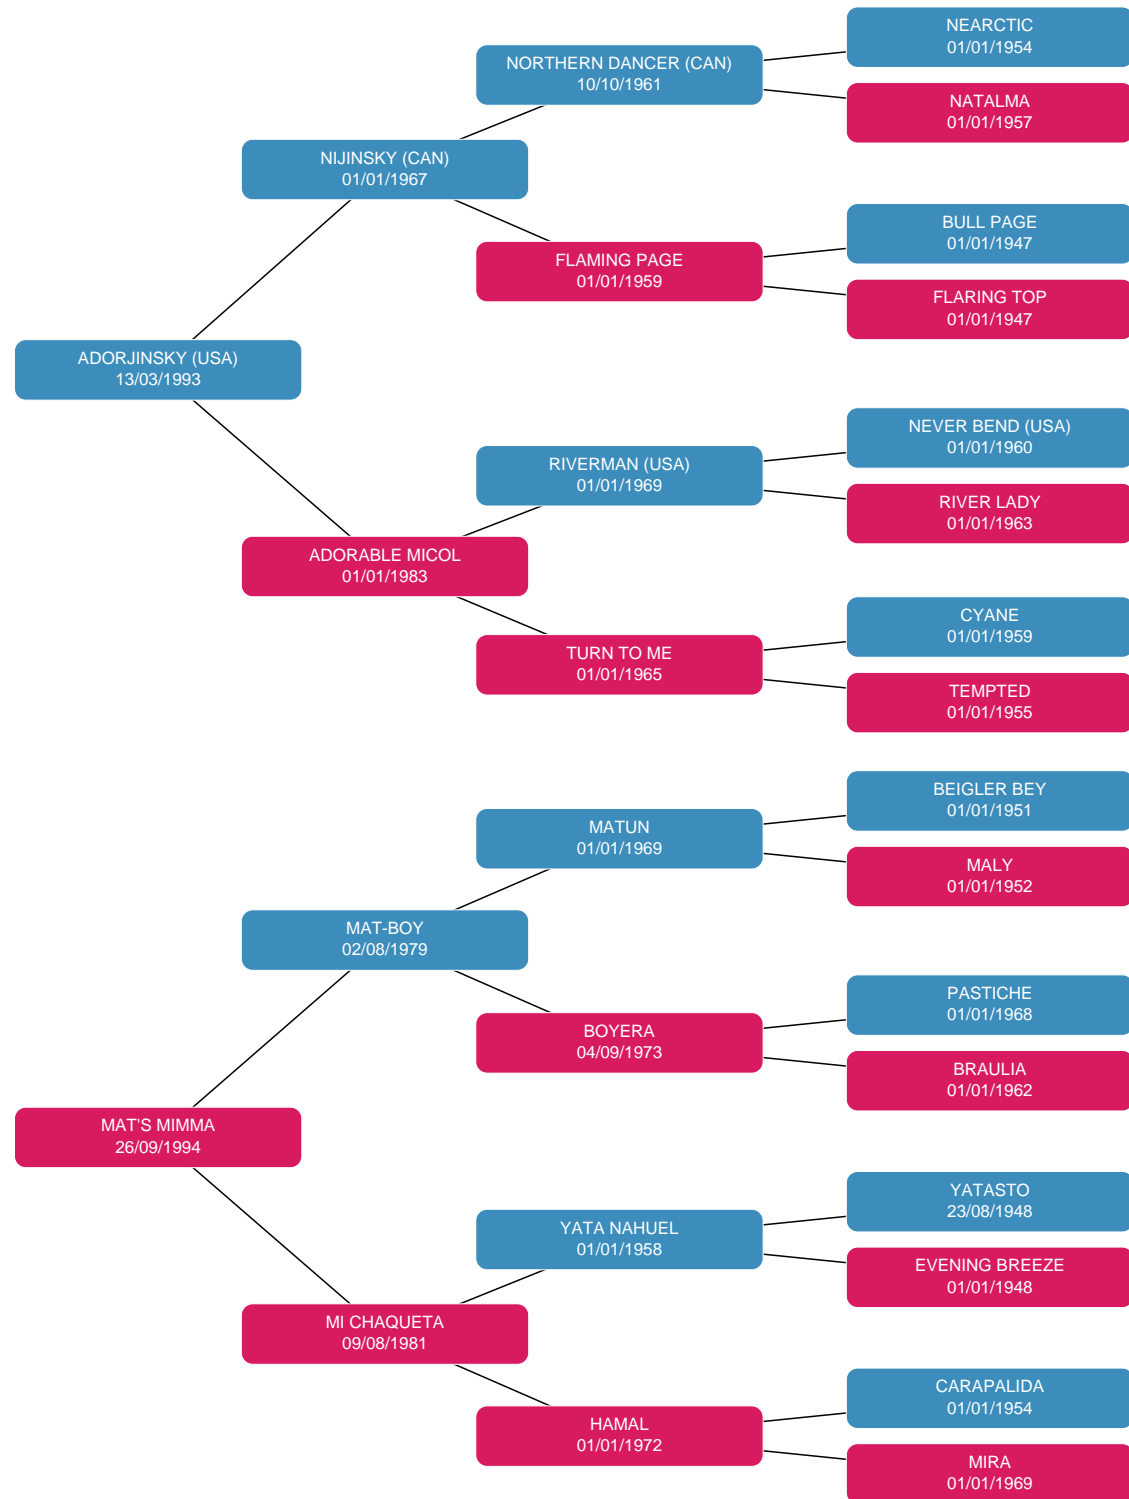 NEARCTIC
01/01/1954
NORTHERN DANCER (CAN)
10/10/1961
NATALMA
01/01/1957
NIJINSKY (CAN)
01/01/1967
BULL PAGE
01/01/1947
FLAMING PAGE
01/01/1959
FLARING TOP
01/01/1947
ADORJINSKY (USA)
13/03/1993
NEVER BEND (USA)
01/01/1960
RIVERMAN (USA)
01/01/1969
RIVER LADY
01/01/1963
ADORABLE MICOL
01/01/1983
CYANE
01/01/1959
TURN TO ME
01/01/1965
TEMPTED
01/01/1955
BEIGLER BEY
01/01/1951
MATUN
01/01/1969
MALY
01/01/1952
MAT-BOY
02/08/1979
PASTICHE
01/01/1968
BOYERA
04/09/1973
BRAULIA
01/01/1962
MAT'S MIMMA
26/09/1994
YATASTO
23/08/1948
YATA NAHUEL
01/01/1958
EVENING BREEZE
01/01/1948
MI CHAQUETA
09/08/1981
CARAPALIDA
01/01/1954
HAMAL
01/01/1972
MIRA
01/01/1969